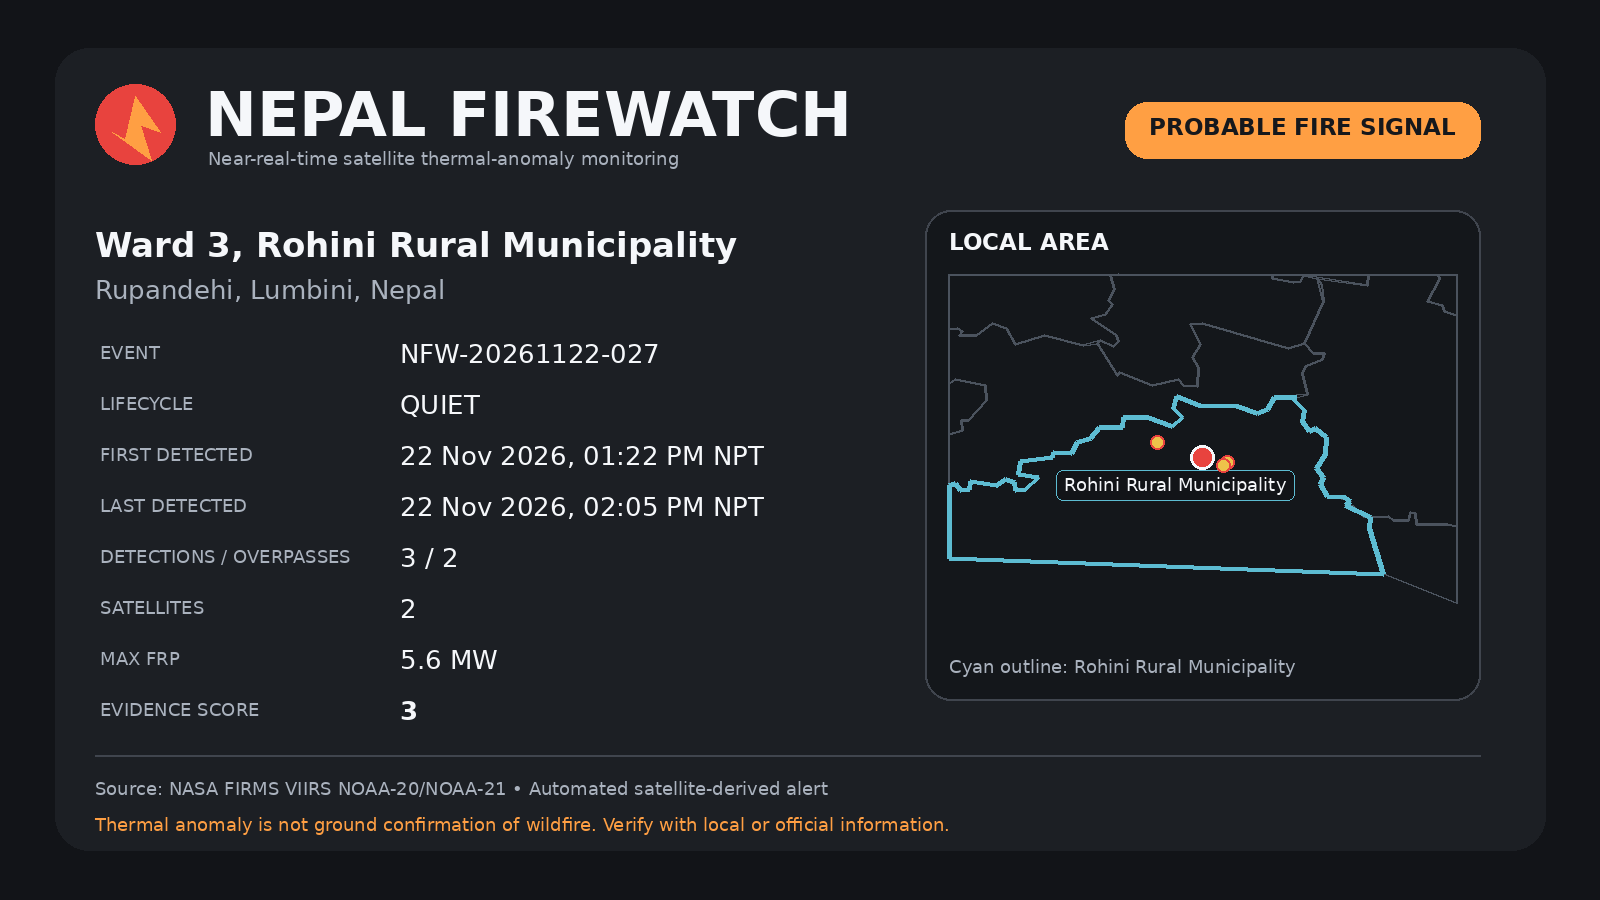 NEPAL FIREWATCH
Near-real-time satellite thermal-anomaly monitoring
PROBABLE FIRE SIGNAL
Ward 3, Rohini Rural Municipality
Rupandehi, Lumbini, Nepal
EVENT NFW-20261122-027
LIFECYCLE QUIET
FIRST DETECTED 22 Nov 2026, 01:22 PM NPT
LAST DETECTED 22 Nov 2026, 02:05 PM NPT
DETECTIONS / OVERPASSES 3 / 2
SATELLITES 2
MAX FRP 5.6 MW
EVIDENCE SCORE 3
LOCAL AREA
Rohini Rural Municipality
Cyan outline: Rohini Rural Municipality
Source: NASA FIRMS VIIRS NOAA-20/NOAA-21 • Automated satellite-derived alert
Thermal anomaly is not ground confirmation of wildfire. Verify with local or official information.